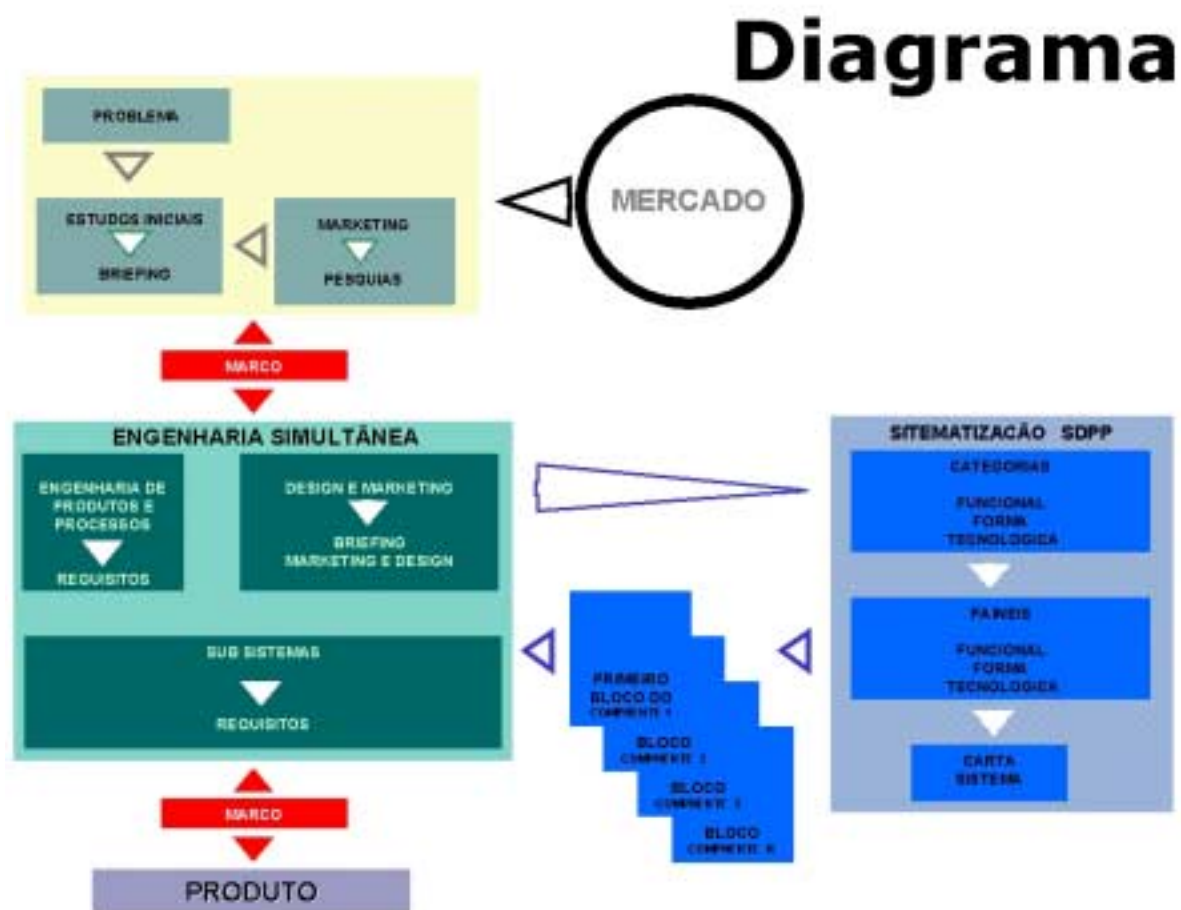 Diagrama
PROBLEMA
MERCADO
ESTUDOS INICIAIS
BRIEFING
MARKETING
PESQUIAS
MARCO
ENGENHARIA SIMULTÂNEA
ENGENHARIA DE
PRODUTOS E
PROCESSOS
REQUISITOS
DESIGN E MARKETING
BRIEFING
MARKETING E DESIGN
SUB SISTEMAS
REQUISITOS
SITEMATIZACÃO SDPP
CATEGORIAS
FUNCIONAL
FORMA
TECNOLOGICA
PAINEIS
FUNCIONAL
FORMA
TECNOLOGICA
CARTA
SISTEMA
PRIMEIRO
BLOCO DO
BLOCO
BLOCO
BLOCO
MARCO
PRODUTO